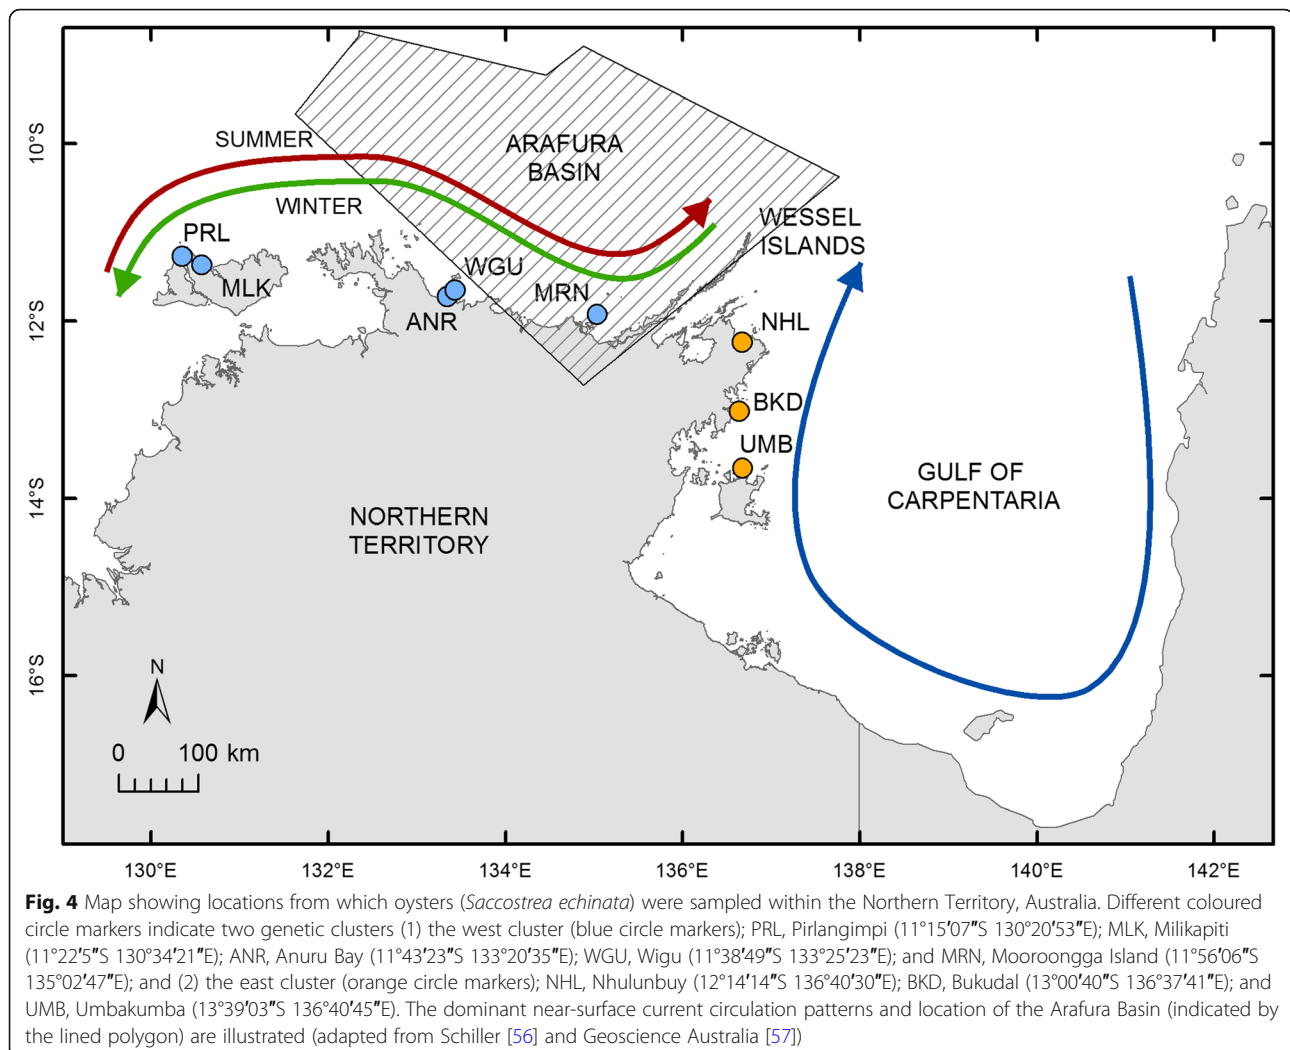 SUMMER
ARAFURA
BASIN
WINTER
WESSEL
ISLANDS
PRL
MLK
WGU
ANR
MRN
NHL
BKD
UMB
GULF OF
CARPENTARIA
NORTHERN
TERRITORY
10°S
12°S
14°S
16°S
N
0 100 km
130°E 132°E 134°E 136°E 138°E 140°E 142°E
Fig. 4 Map showing locations from which oysters (Saccostrea echinata) were sampled within the Northern Territory, Australia. Different coloured
circle markers indicate two genetic clusters (1) the west cluster (blue circle markers); PRL, Pirlangimpi (11°15′07″S 130°20′53″E); MLK, Milikapiti
(11°22′5″S 130°34′21″E); ANR, Anuru Bay (11°43′23″S 133°20′35″E); WGU, Wigu (11°38′49″S 133°25′23″E); and MRN, Mooroongga Island (11°56′06″S
135°02′47″E); and (2) the east cluster (orange circle markers); NHL, Nhulunbuy (12°14′14″S 136°40′30″E); BKD, Bukudal (13°00′40″S 136°37′41″E); and
UMB, Umbakumba (13°39′03″S 136°40′45″E). The dominant near-surface current circulation patterns and location of the Arafura Basin (indicated by
the lined polygon) are illustrated (adapted from Schiller [56] and Geoscience Australia [57])